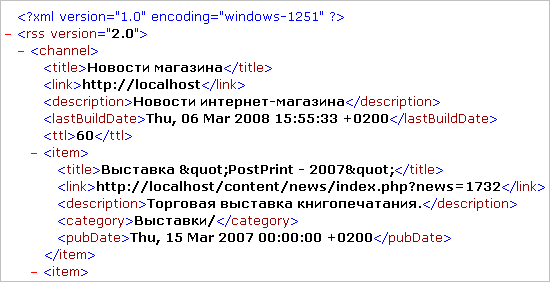 <?xml version="1.0" encoding="windows-1251" ?>
– <rss version="2.0">
– <channel>
<title>Новости магазина</title>
<link>http://localhost</link>
<description>Новости интернет-магазина</description>
<lastBuildDate>Thu, 06 Mar 2008 15:55:33 +0200</lastBuildDate>
<ttl>60</ttl>
– <item>
<title>Выставка &quot;PostPrint - 2007&quot;</title>
<link>http://localhost/content/news/index.php?news=1732</link>
<description>Торговая выставка книгопечатания.</description>
<category>Выставки/</category>
<pubDate>Thu, 15 Mar 2007 00:00:00 +0200</pubDate>
</item>
– <item>